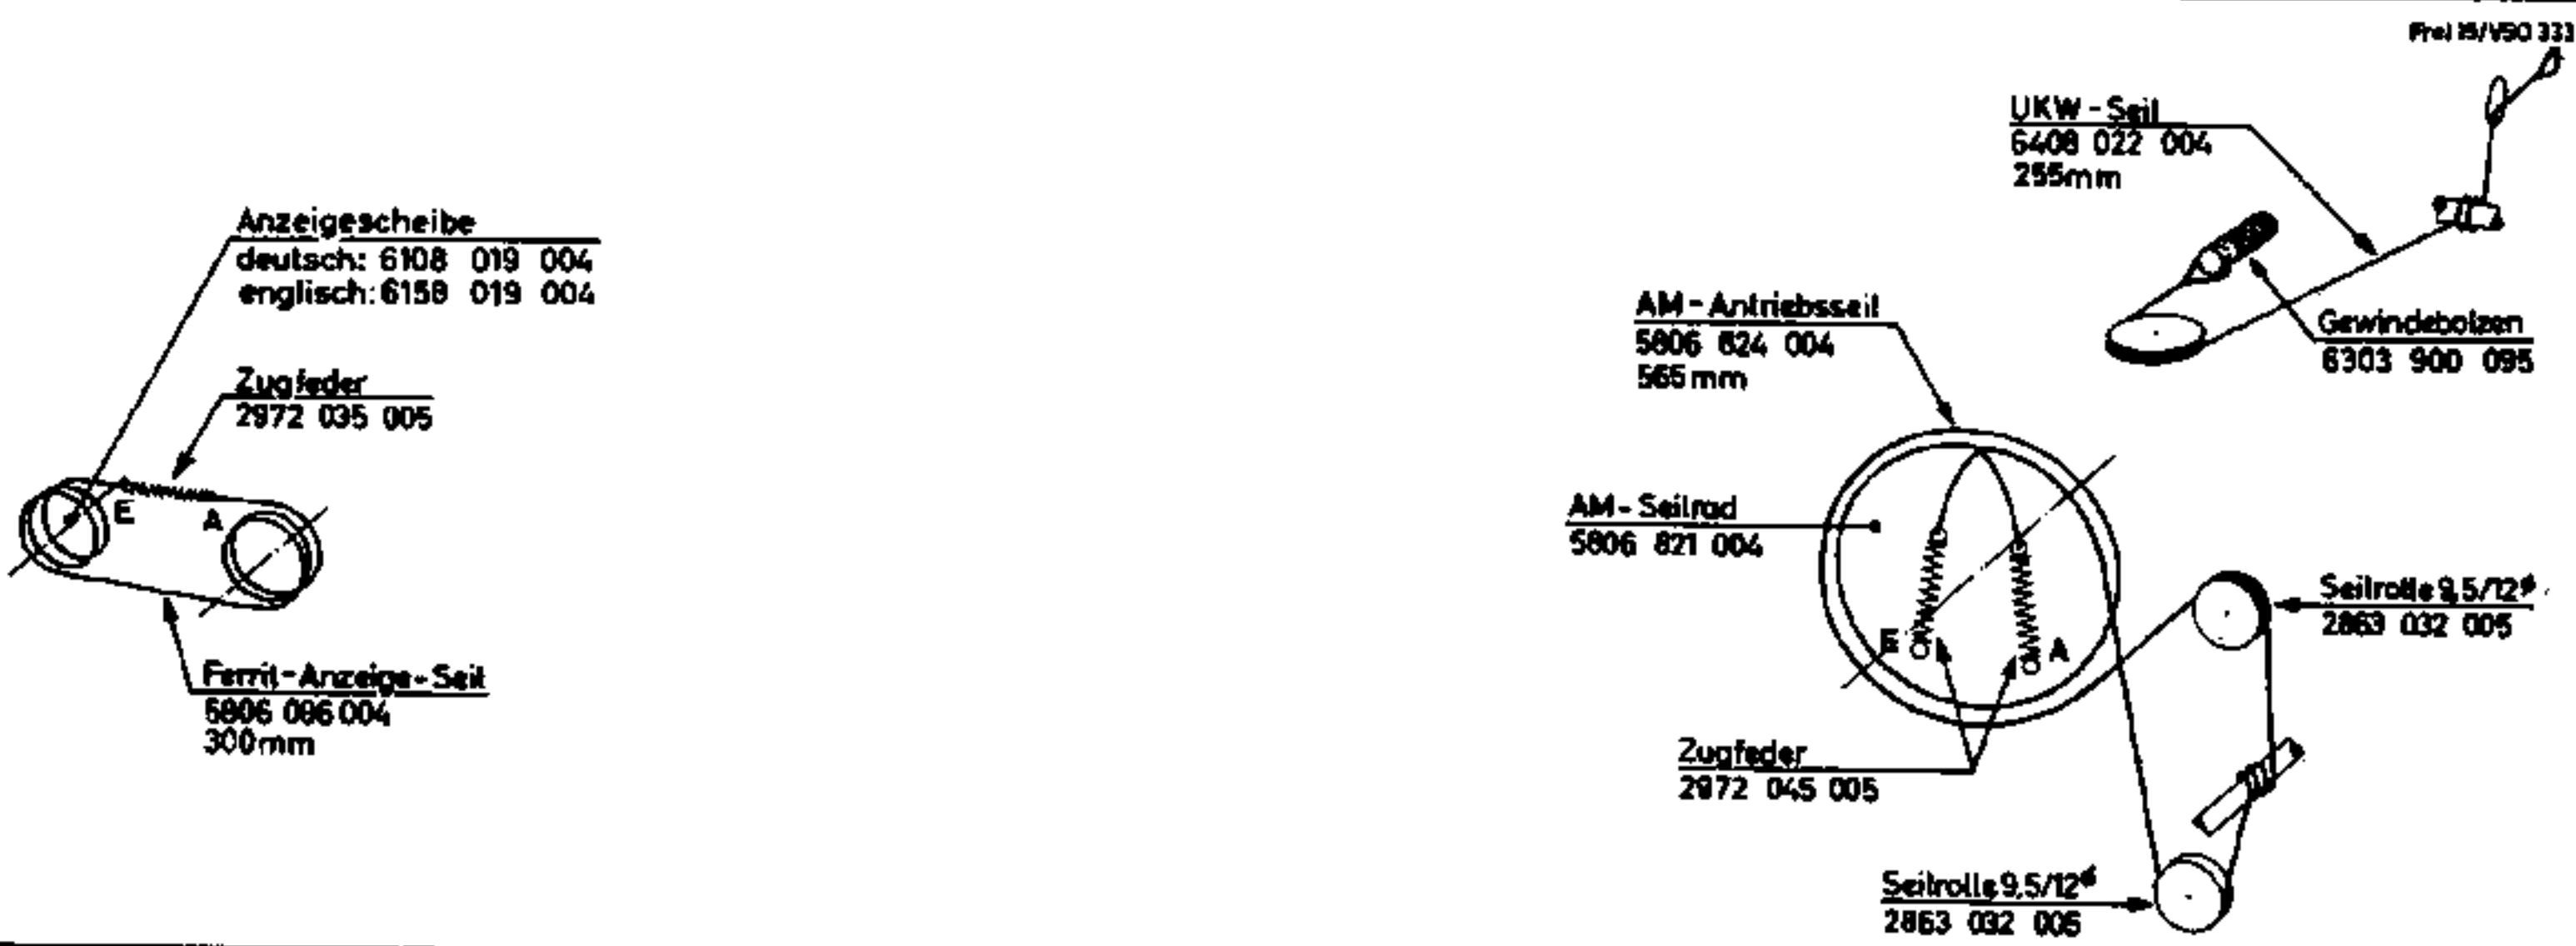 Anzeigescheibe
deutsch: 6108 019 004
englisch: 6158 019 004
Zugfeder
2972 035 005
E A
Ferrit-Anzeige-Seil
5806 086 004
300mm
UKW-Seil
6408 022 004
255mm
Gewindebolzen
6303 900 095
AM-Antriebsseil
5806 824 004
565mm
AM-Seilrad
5806 821 004
E A
Zugfeder
2972 045 005
Seilrolle 9,5/12ø
2863 032 005
Seilrolle 9,5/12ø
2863 032 005